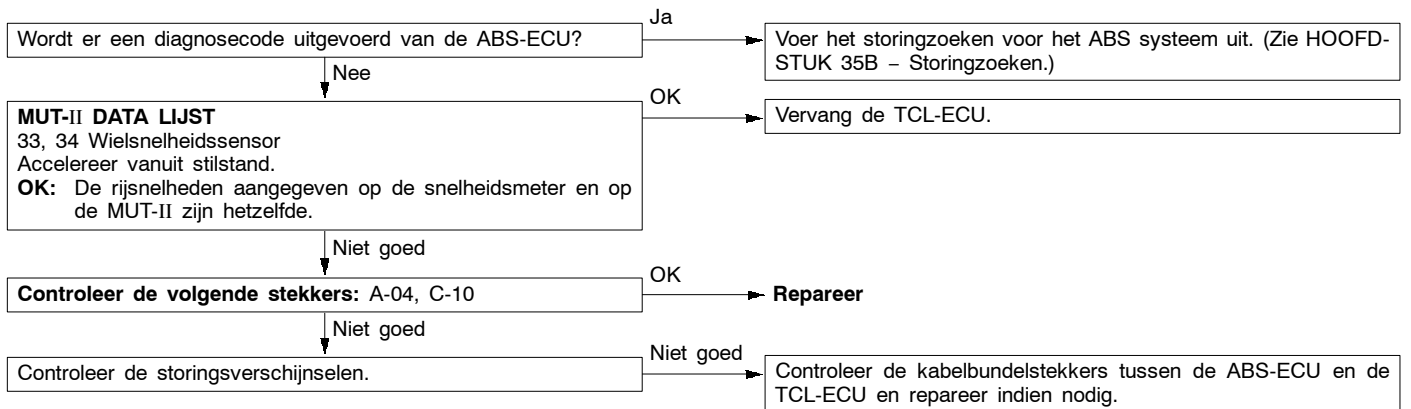 Wordt er een diagnosecode uitgevoerd van de ABS-ECU?
Ja
Voer het storingzoeken voor het ABS systeem uit. (Zie HOOFD-
STUK 35B – Storingzoeken.)
Nee
MUT-II DATA LIJST
33, 34 Wielsnelheidssensor
Accelereer vanuit stilstand.
OK: De rijsnelheden aangegeven op de snelheidsmeter en op
de MUT-II zijn hetzelfde.
OK
Vervang de TCL-ECU.
Niet goed
Controleer de volgende stekkers: A-04, C-10
OK
Repareer
Niet goed
Controleer de storingsverschijnselen.
Niet goed
Controleer de kabelbundelstekkers tussen de ABS-ECU en de
TCL-ECU en repareer indien nodig.